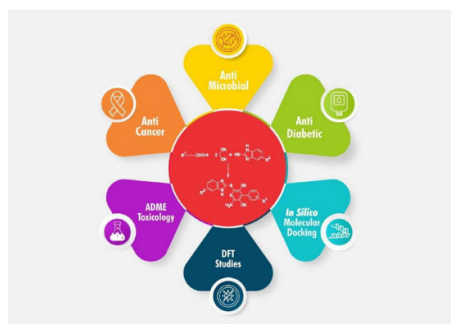 Anti
Microbial
Anti
Cancer
Anti
Diabetic
ADME
Toxicology
In Silico
Molecular
Docking
DFT
Studies